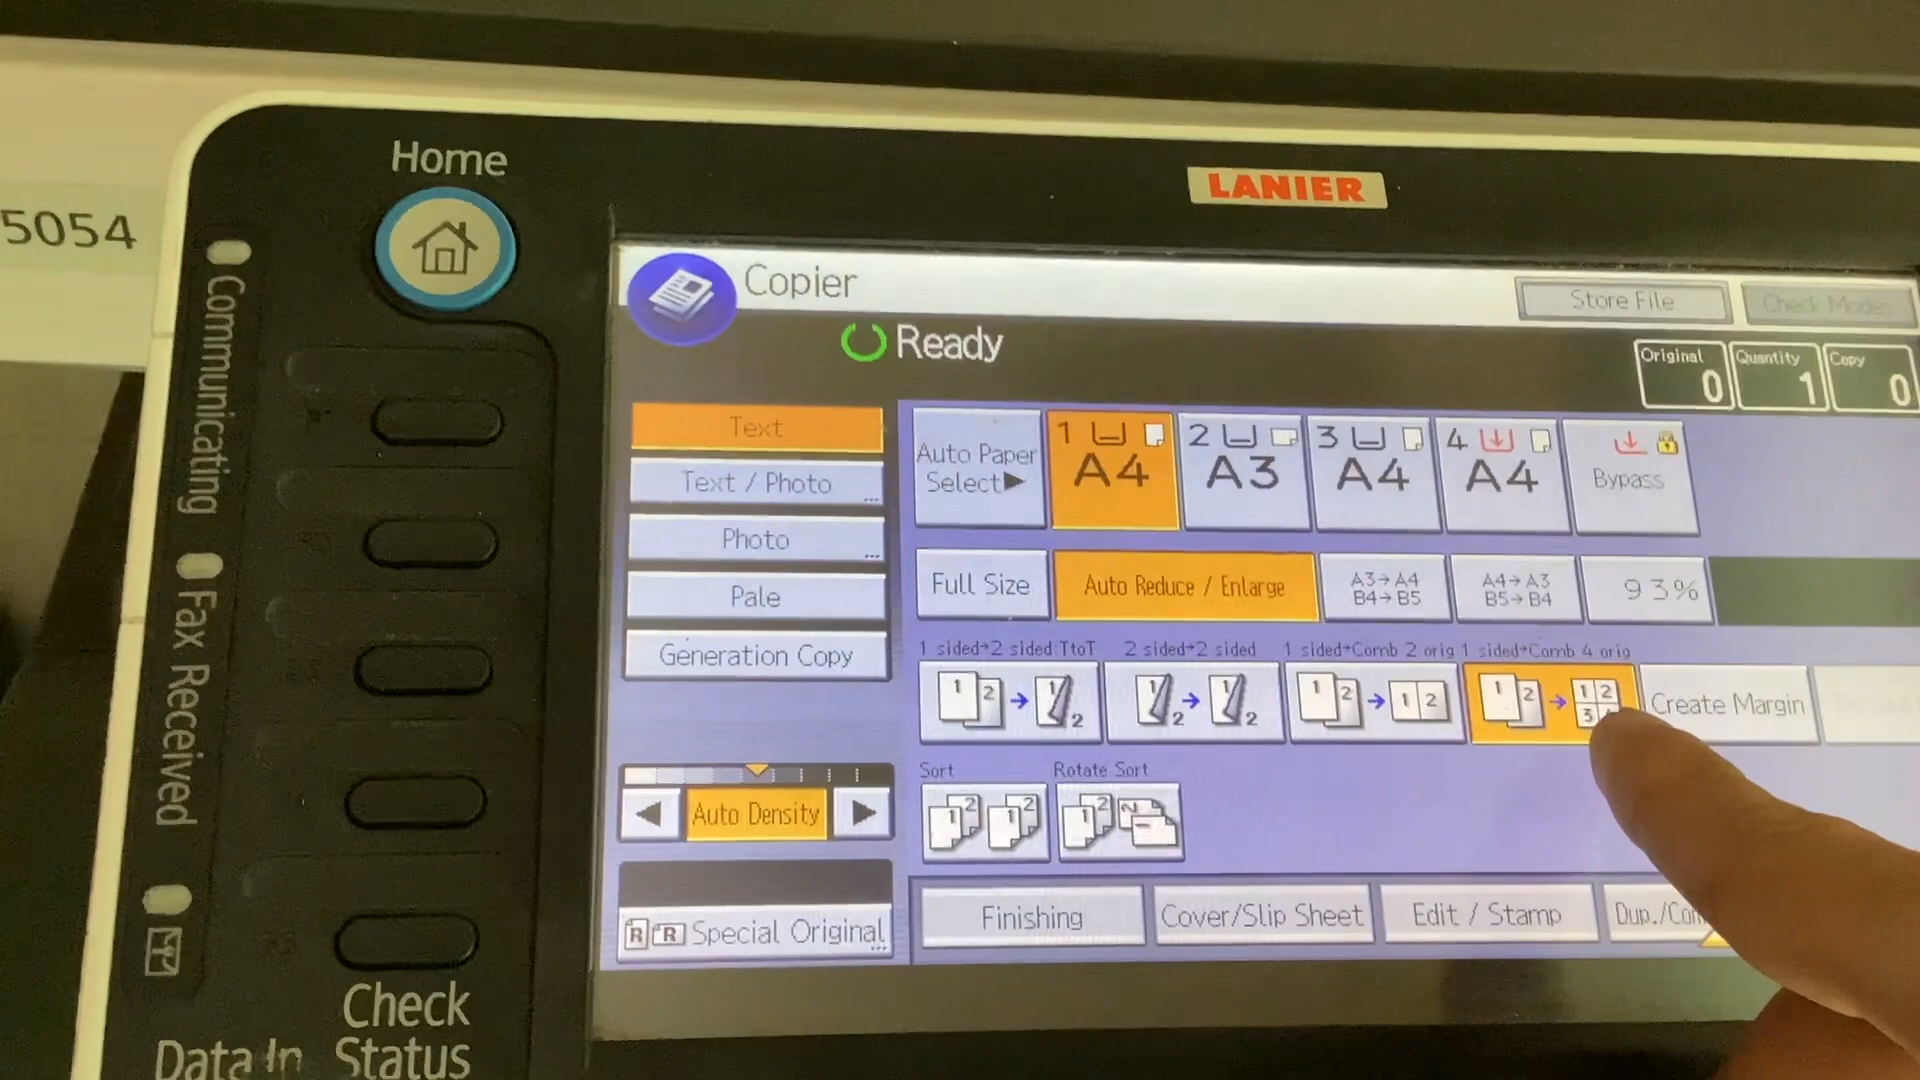 Home
LANIER
5054
Communicating
Fax Received
Data In
Check
Status
Copier
Store File
Check Modes
Ready
Original
0
Quantity
1
Copy
0
Text
Text / Photo
Photo
Pale
Generation Copy
Auto Density
Special Original
Auto Paper
Select▶
1
A4
2
A3
3
A4
4
A4
Bypass
Full Size
Auto Reduce / Enlarge
A3→A4
B4→B5
A4→A3
B5→B4
93%
1 sided→2 sided:TtoT
2 sided→2 sided
1 sided→Comb 2 orig
1 sided→Comb 4 orig
Create Margin
Sort
Rotate Sort
Finishing
Cover/Slip Sheet
Edit / Stamp